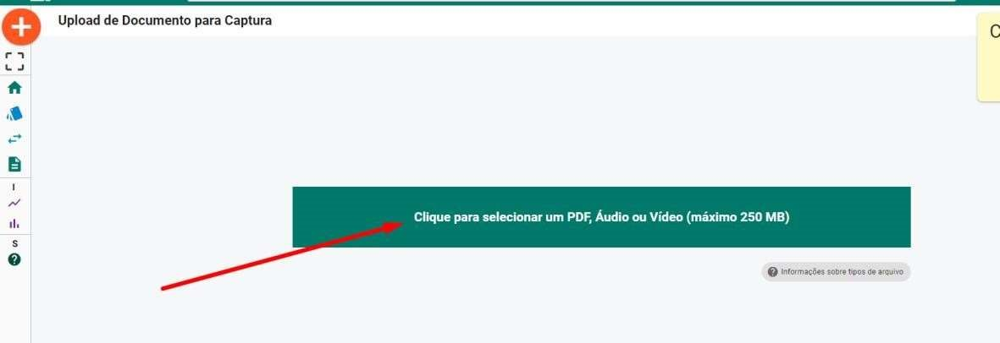 Upload de Documento para Captura
C
I
S
Clique para selecionar um PDF, Áudio ou Vídeo (máximo 250 MB)
Informações sobre tipos de arquivo